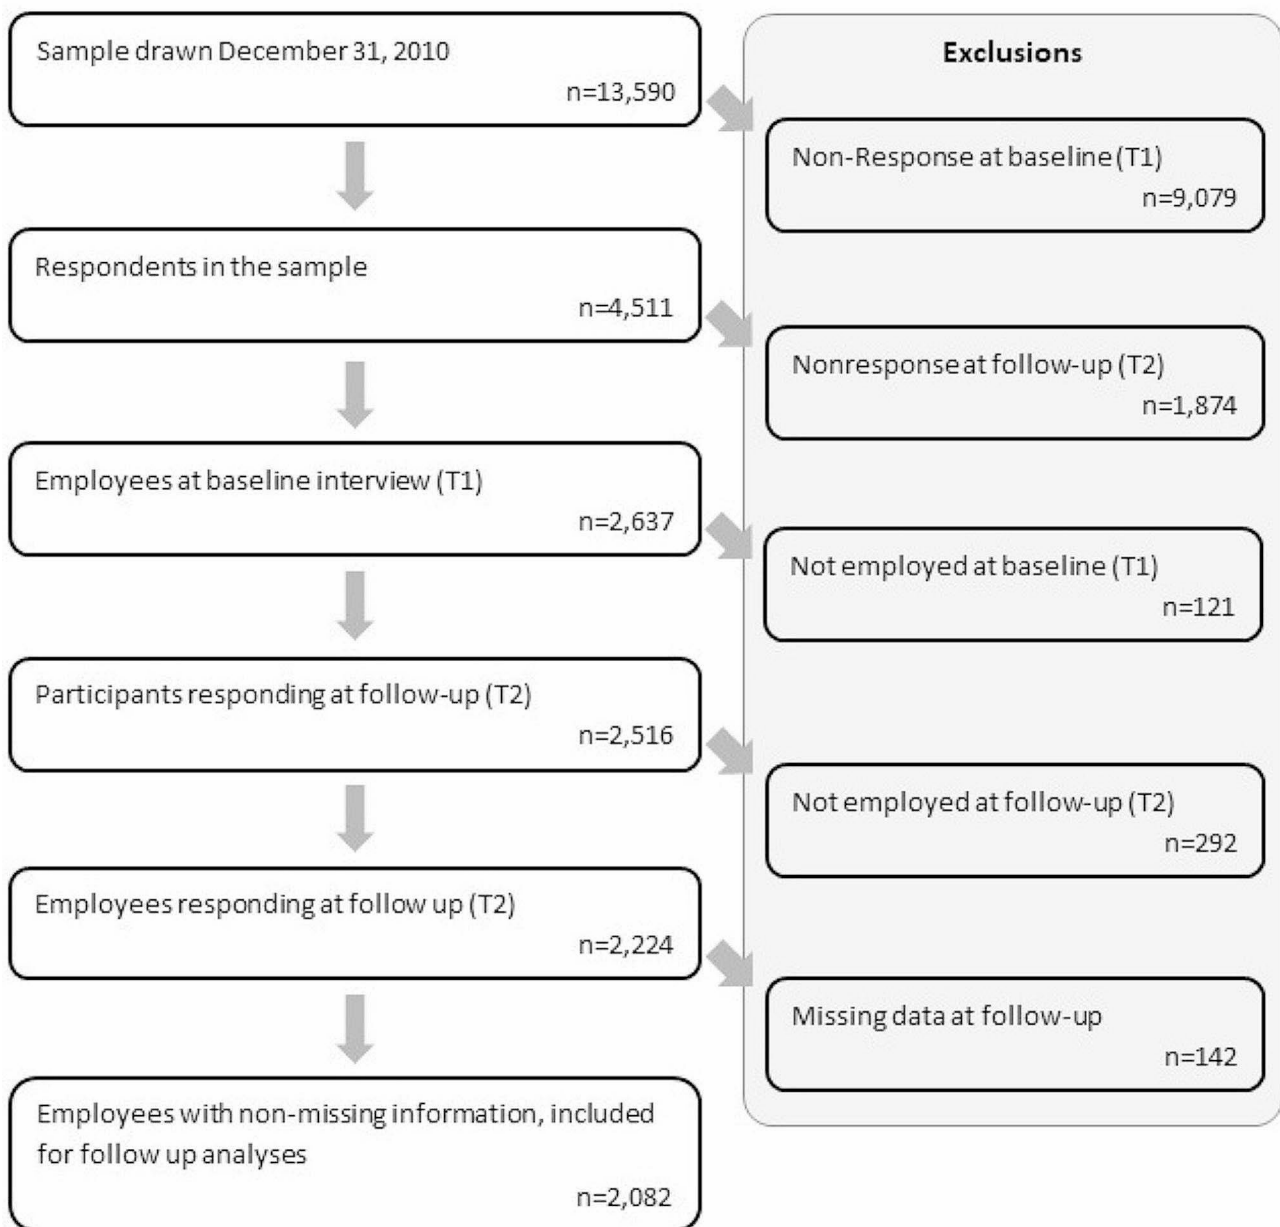 Sample drawn December 31, 2010
n=13,590
Exclusions
Non-Response at baseline (T1)
n=9,079
Respondents in the sample
n=4,511
Nonresponse at follow-up (T2)
n=1,874
Employees at baseline interview (T1)
n=2,637
Not employed at baseline (T1)
n=121
Participants responding at follow-up (T2)
n=2,516
Not employed at follow-up (T2)
n=292
Employees responding at follow up (T2)
n=2,224
Missing data at follow-up
n=142
Employees with non-missing information, included
for follow up analyses
n=2,082